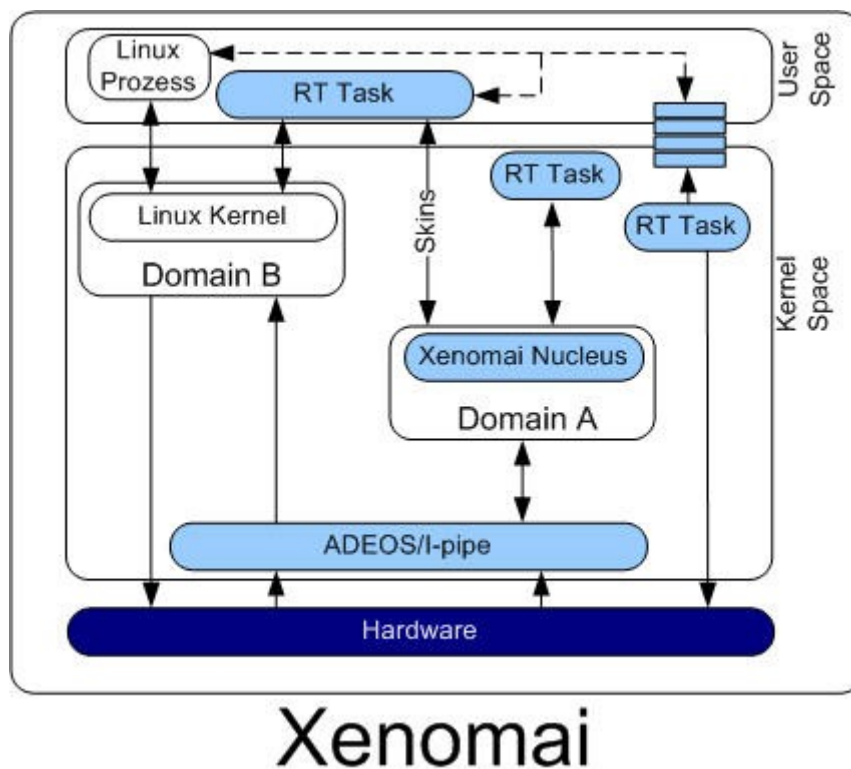 Linux
Prozess
RT Task
User
Space
RT Task
RT Task
Linux Kernel
Domain B
Skins
Kernel
Space
Xenomai Nucleus
Domain A
ADEOS/I-pipe
Hardware
Xenomai